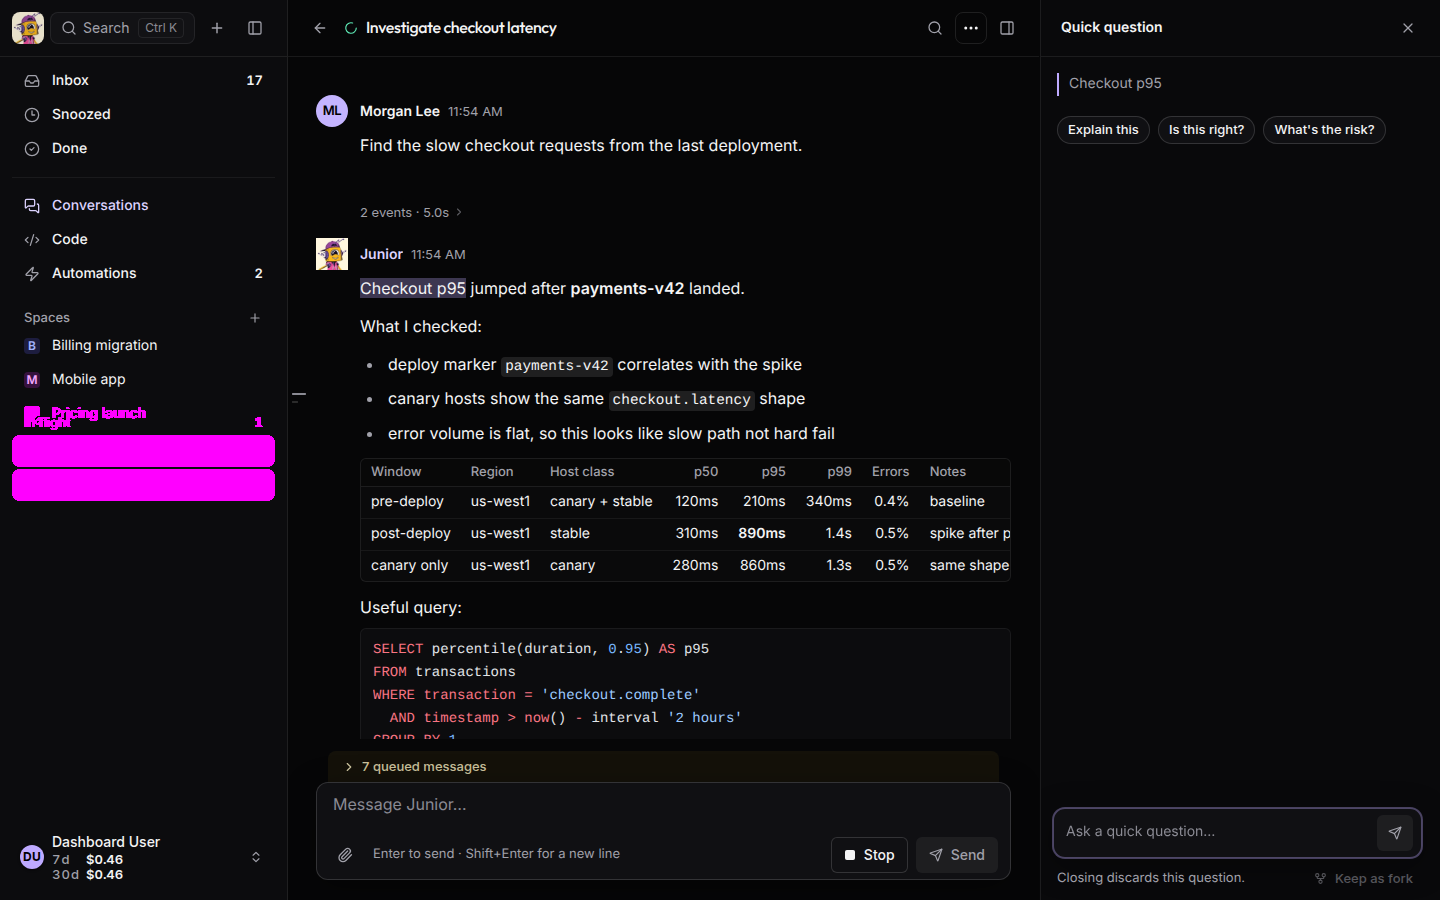 Search Ctrl K
Inbox 17
Snoozed
Done
Conversations
Code
Automations 2
Spaces
B Billing migration
M Mobile app
Pricing launch
In flight 1
DU Dashboard User
7d $0.46
30d $0.46
Investigate checkout latency
ML Morgan Lee 11:54 AM
Find the slow checkout requests from the last deployment.
2 events · 5.0s
Junior 11:54 AM
Checkout p95 jumped after payments-v42 landed.
What I checked:
deploy marker payments-v42 correlates with the spike
canary hosts show the same checkout.latency shape
error volume is flat, so this looks like slow path not hard fail
Window Region Host class p50 p95 p99 Errors Notes
pre-deploy us-west1 canary + stable 120ms 210ms 340ms 0.4% baseline
post-deploy us-west1 stable 310ms 890ms 1.4s 0.5% spike after p
canary only us-west1 canary 280ms 860ms 1.3s 0.5% same shape
Useful query:
SELECT percentile(duration, 0.95) AS p95
FROM transactions
WHERE transaction = 'checkout.complete'
AND timestamp > now() - interval '2 hours'
GROUP BY 1
7 queued messages
Message Junior...
Enter to send · Shift+Enter for a new line
Stop
Send
Quick question
Checkout p95
Explain this
Is this right?
What's the risk?
Ask a quick question...
Closing discards this question.
Keep as fork